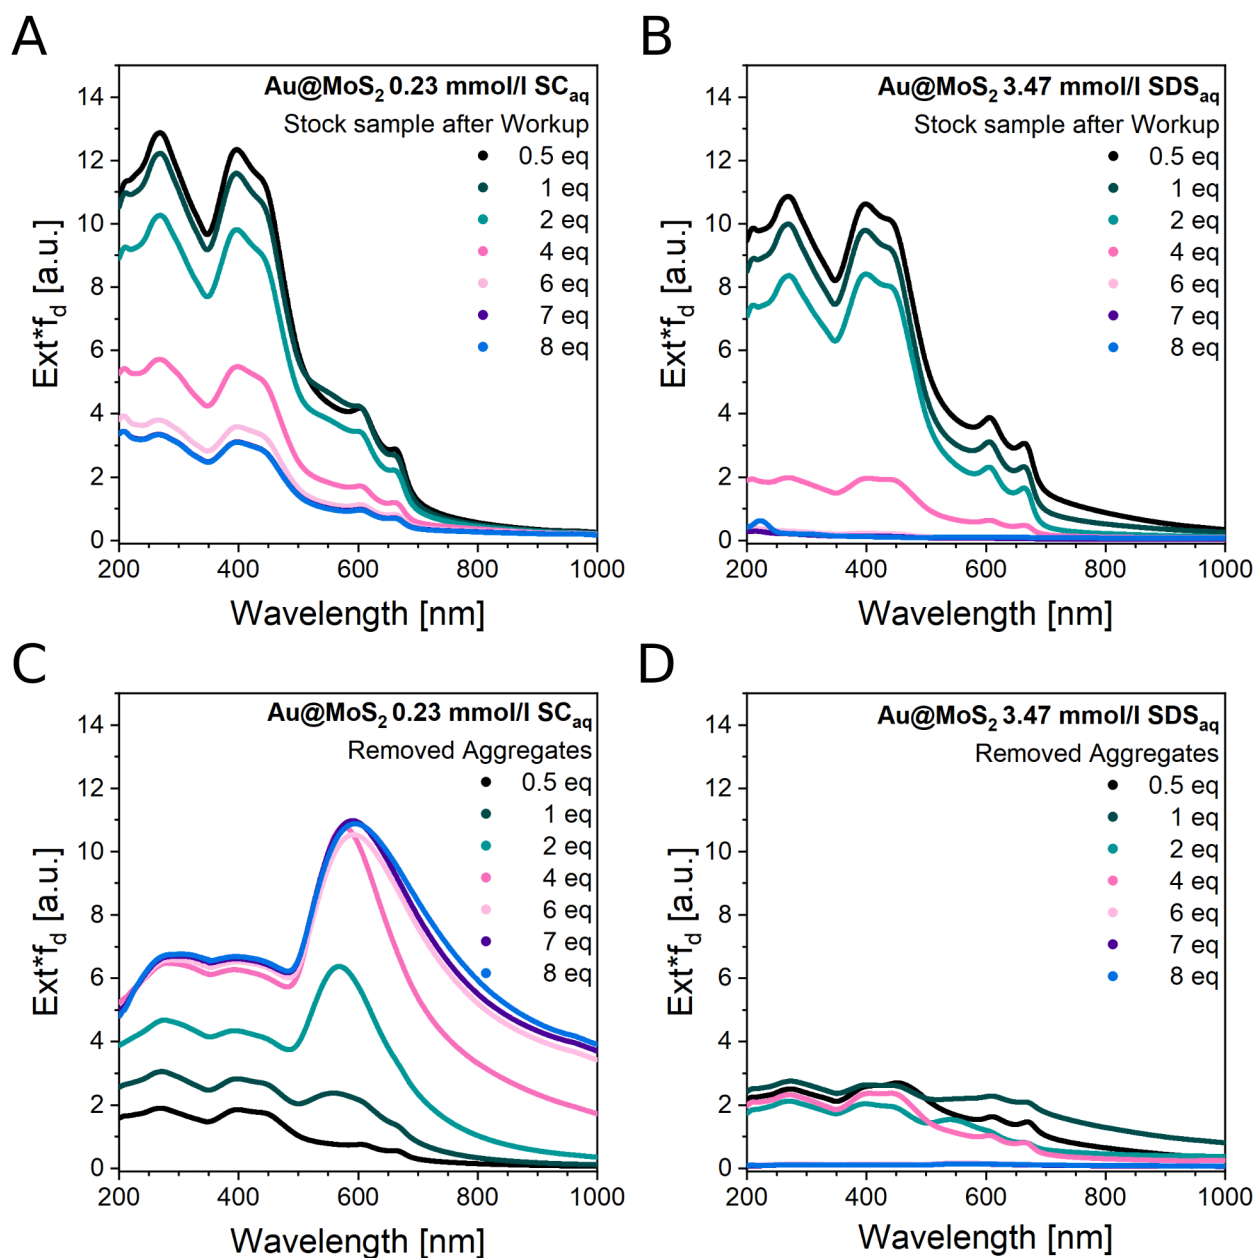 A
Au@MoS₂ 0.23 mmol/l SCaq
Stock sample after Workup
0.5 eq
1 eq
2 eq
4 eq
6 eq
7 eq
8 eq
14
12
10
8
6
4
2
0
Ext*fd [a.u.]
200 400 600 800 1000
Wavelength [nm]
B
Au@MoS₂ 3.47 mmol/l SDSaq
Stock sample after Workup
0.5 eq
1 eq
2 eq
4 eq
6 eq
7 eq
8 eq
14
12
10
8
6
4
2
0
Ext*fd [a.u.]
200 400 600 800 1000
Wavelength [nm]
C
Au@MoS₂ 0.23 mmol/l SCaq
Removed Aggregates
0.5 eq
1 eq
2 eq
4 eq
6 eq
7 eq
8 eq
14
12
10
8
6
4
2
0
Ext*fd [a.u.]
200 400 600 800 1000
Wavelength [nm]
D
Au@MoS₂ 3.47 mmol/l SDSaq
Removed Aggregates
0.5 eq
1 eq
2 eq
4 eq
6 eq
7 eq
8 eq
14
12
10
8
6
4
2
0
Ext*fd [a.u.]
200 400 600 800 1000
Wavelength [nm]